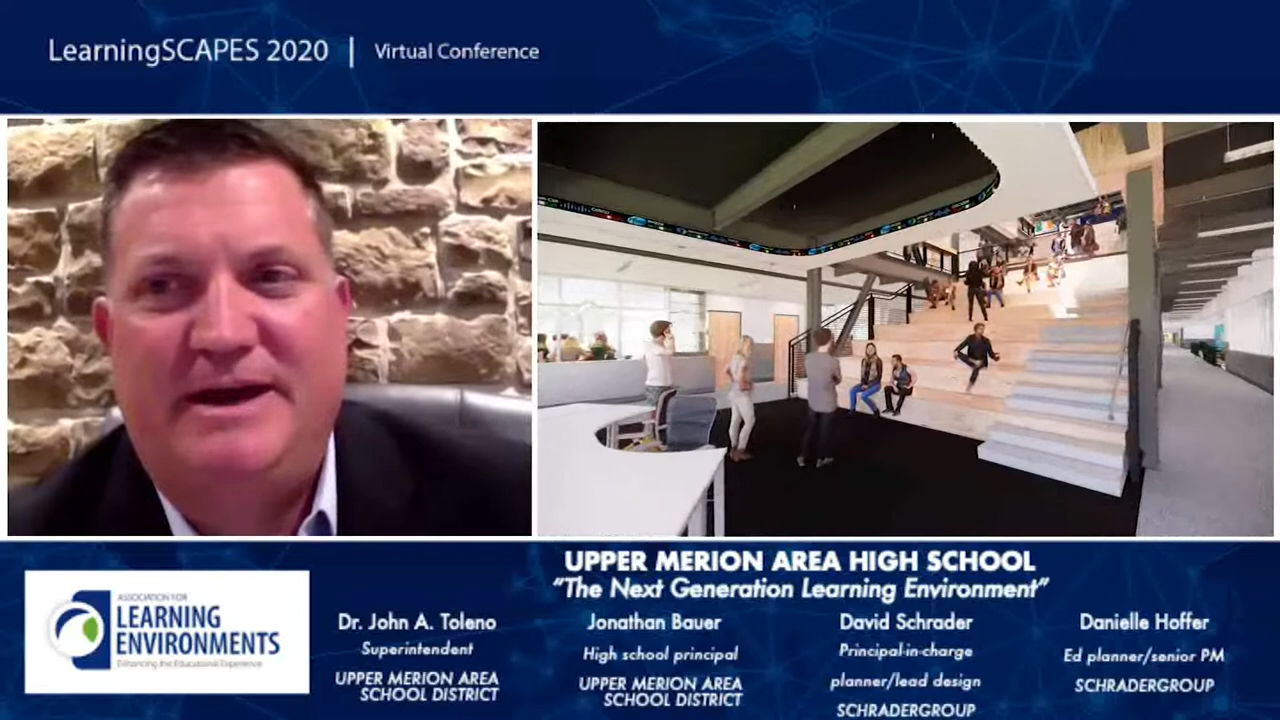 LearningSCAPES 2020 | Virtual Conference
UPPER MERION AREA HIGH SCHOOL
"The Next Generation Learning Environment"
ASSOCIATION FOR
LEARNING
ENVIRONMENTS
Enhancing the Educational Experience
Dr. John A. Toleno
Superintendent
UPPER MERION AREA
SCHOOL DISTRICT
Jonathan Bauer
High school principal
UPPER MERION AREA
SCHOOL DISTRICT
David Schrader
Principal-in-charge
planner/lead design
SCHRADERGROUP
Danielle Hoffer
Ed planner/senior PM
SCHRADERGROUP